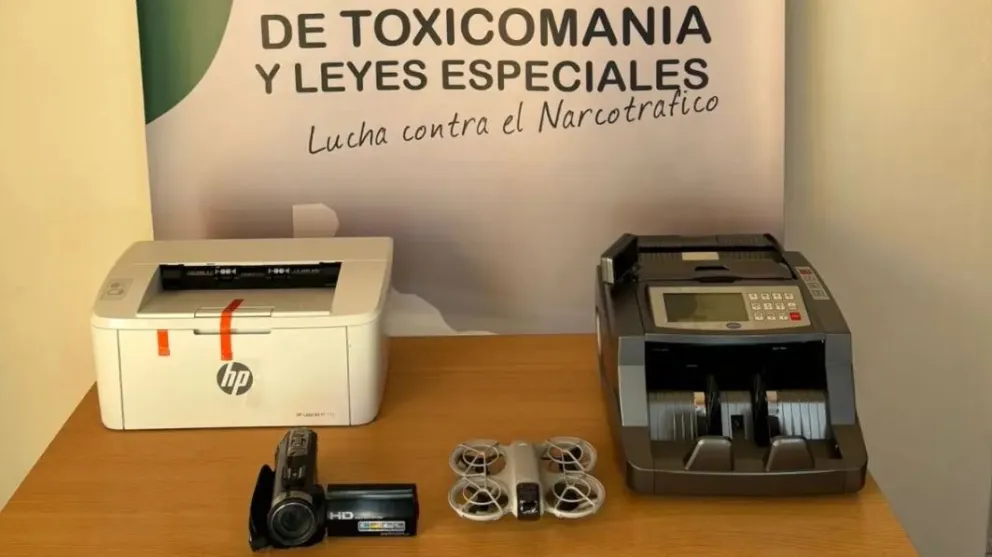 DE TOXICOMANIA
Y LEYES ESPECIALES
Lucha contra el Narcotrafico
hp
HD